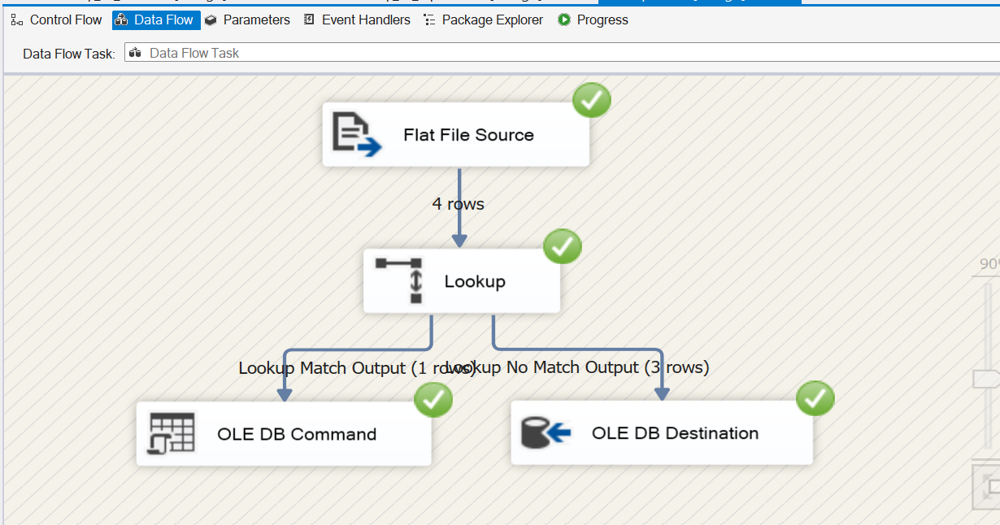 Control Flow Data Flow Parameters Event Handlers Package Explorer Progress
Data Flow Task: Data Flow Task
Flat File Source
4 rows
Lookup
Lookup Match Output (1 rows)
Lookup No Match Output (3 rows)
OLE DB Command
OLE DB Destination